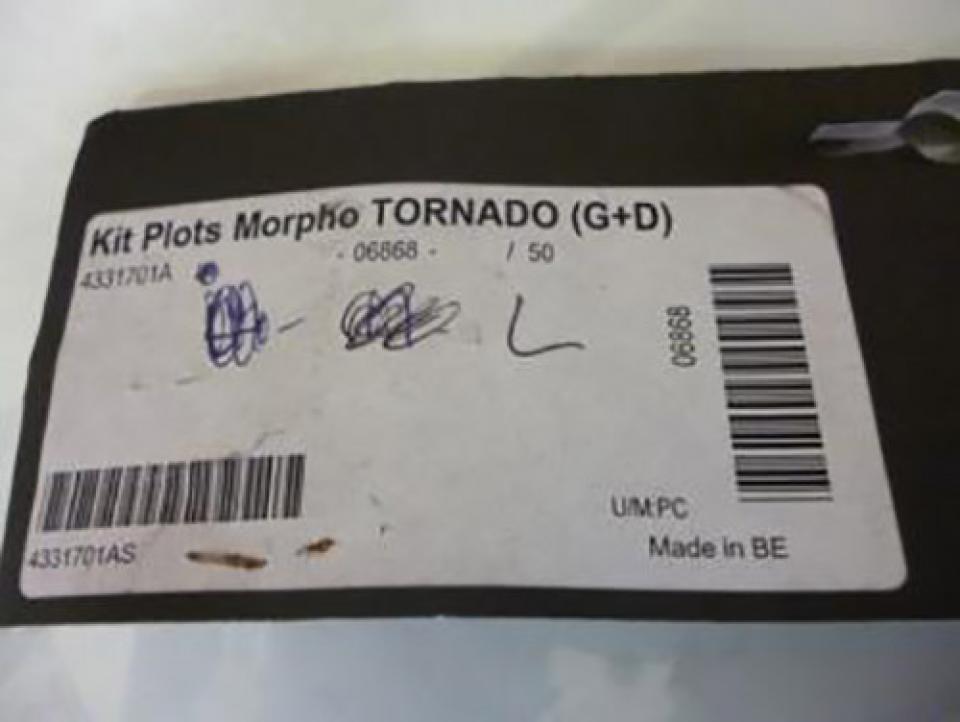 Kit Plots Morpho TORNADO (G+D)
4331701A - 06868 - / 50
L
06868
4331701AS
U/M:PC
Made in BE